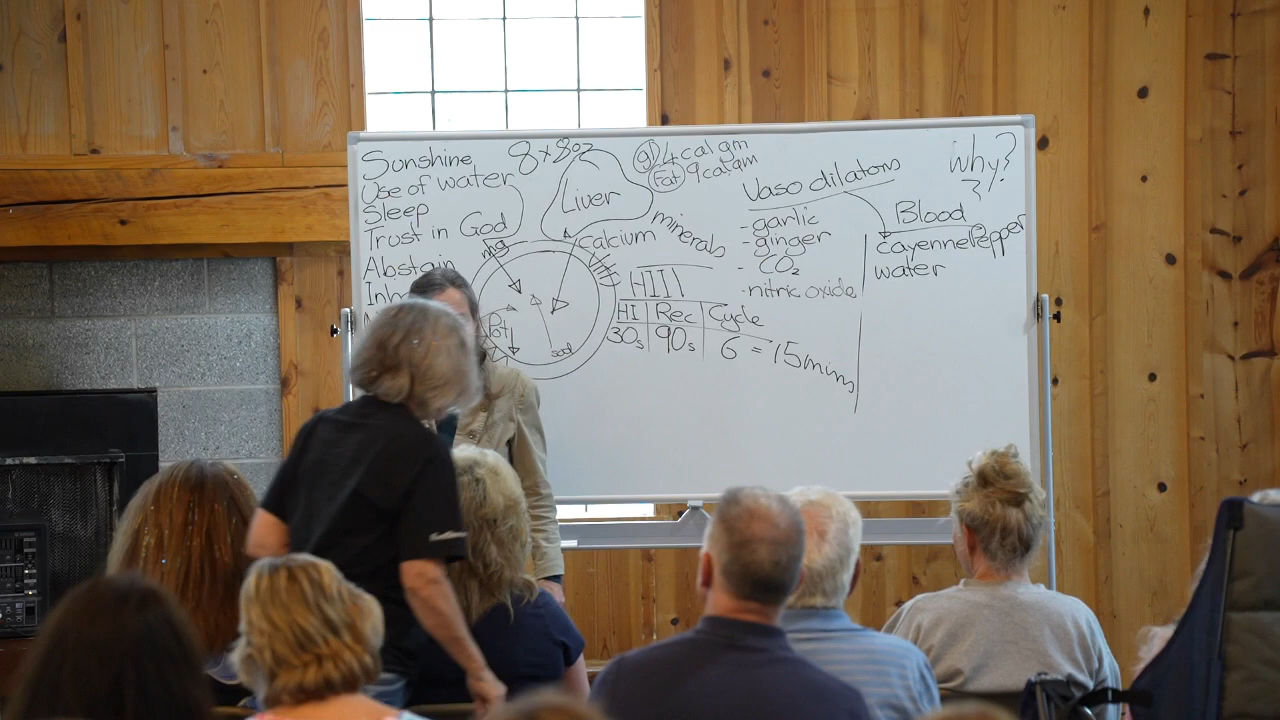 Sunshine
Use of water 8x8oz
Sleep
Trust in God
Abstain
Liver
4 cal gm
Fat 9 cal gm
minerals
calcium
mg
Pot
sod
HIIT
HI Rec Cycle
30s 90s 6 = 15 mins
Vaso dilators
- garlic
- ginger
- CO₂
- nitric oxide
Why?
Blood
Cayenne Pepper
water